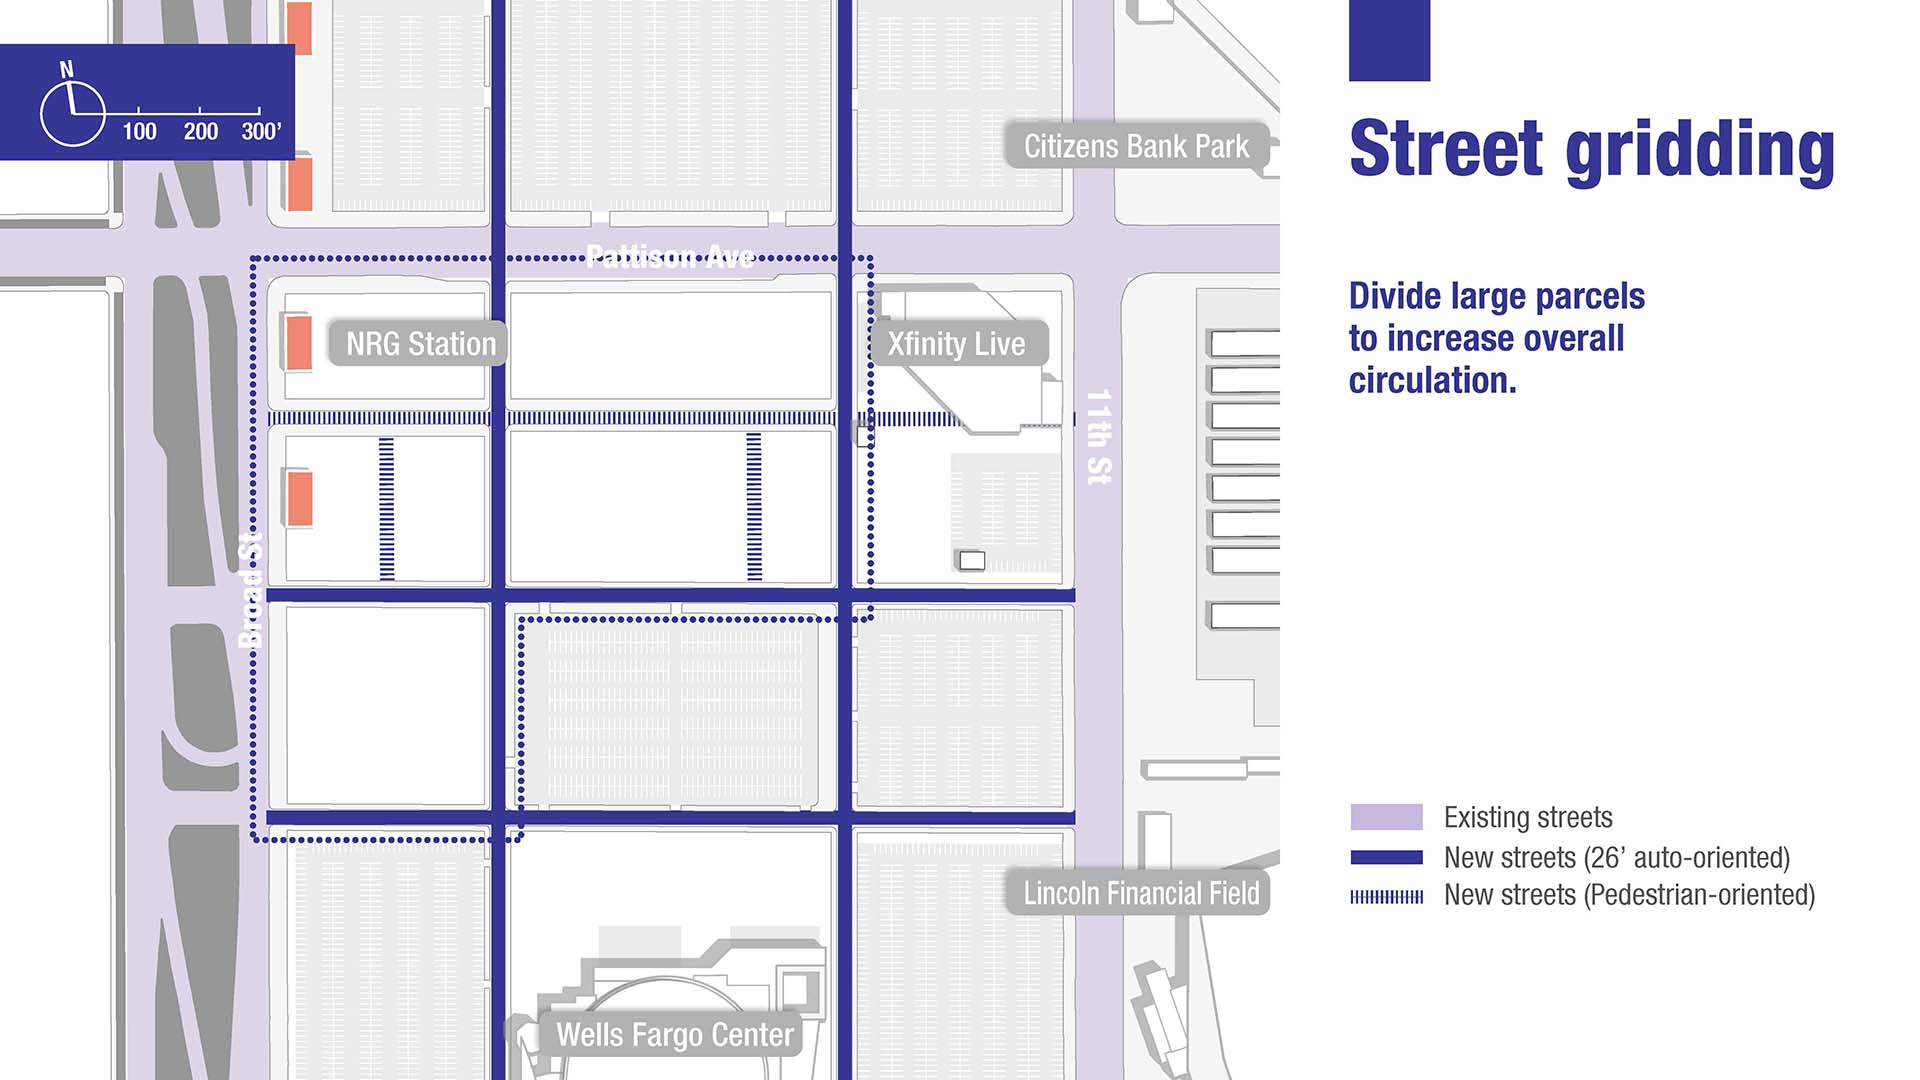 N
100 200 300’
Citizens Bank Park
Pattison Ave
NRG Station
Xfinity Live
11th St
Broad St
Lincoln Financial Field
Wells Fargo Center
Street gridding
Divide large parcels
to increase overall
circulation.
Existing streets
New streets (26’ auto-oriented)
New streets (Pedestrian-oriented)